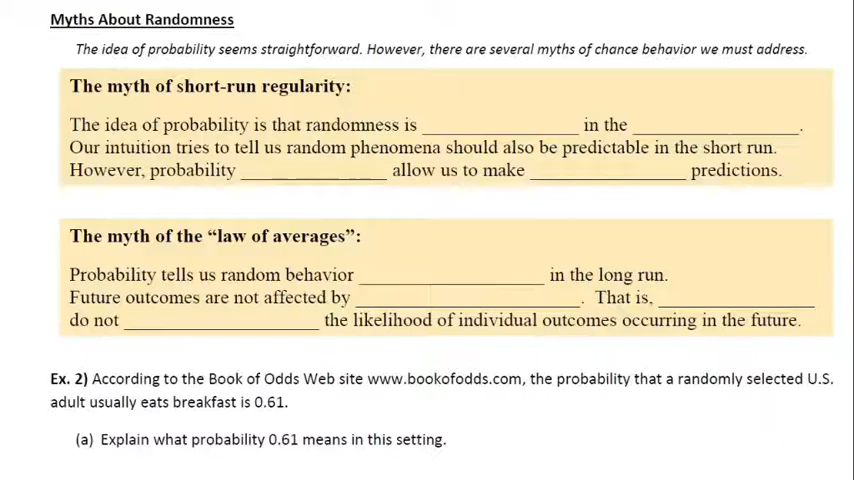 Myths About Randomness
The idea of probability seems straightforward. However, there are several myths of chance behavior we must address.
The myth of short-run regularity:
The idea of probability is that randomness is ________________ in the _________________.
Our intuition tries to tell us random phenomena should also be predictable in the short run.
However, probability _______________ allow us to make ________________ predictions.
The myth of the “law of averages”:
Probability tells us random behavior ___________________ in the long run.
Future outcomes are not affected by _______________________. That is, ________________
do not ____________________ the likelihood of individual outcomes occurring in the future.
Ex. 2) According to the Book of Odds Web site www.bookofodds.com, the probability that a randomly selected U.S.
adult usually eats breakfast is 0.61.
(a) Explain what probability 0.61 means in this setting.